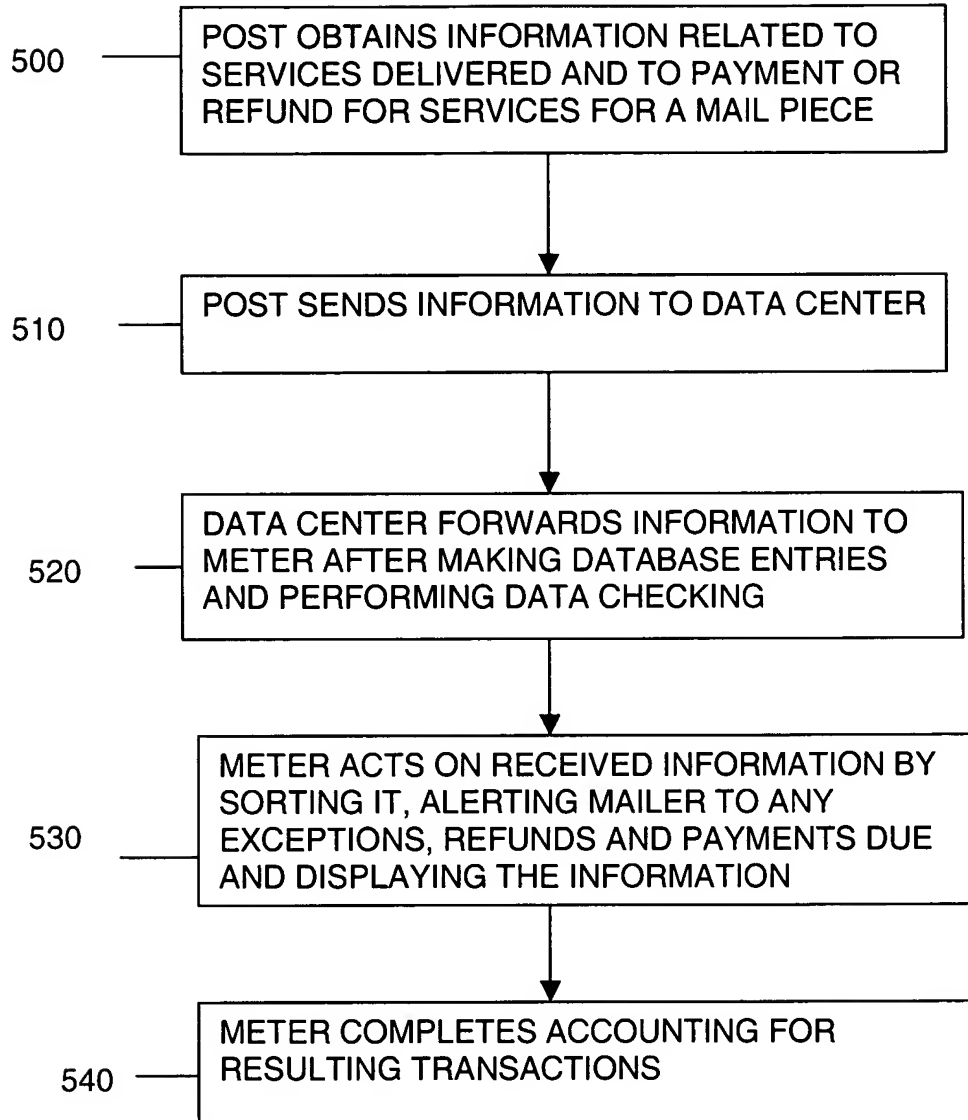 500
POST OBTAINS INFORMATION RELATED TO
SERVICES DELIVERED AND TO PAYMENT OR
REFUND FOR SERVICES FOR A MAIL PIECE
510
POST SENDS INFORMATION TO DATA CENTER
520
DATA CENTER FORWARDS INFORMATION TO
METER AFTER MAKING DATABASE ENTRIES
AND PERFORMING DATA CHECKING
530
METER ACTS ON RECEIVED INFORMATION BY
SORTING IT, ALERTING MAILER TO ANY
EXCEPTIONS, REFUNDS AND PAYMENTS DUE
AND DISPLAYING THE INFORMATION
540
METER COMPLETES ACCOUNTING FOR
RESULTING TRANSACTIONS